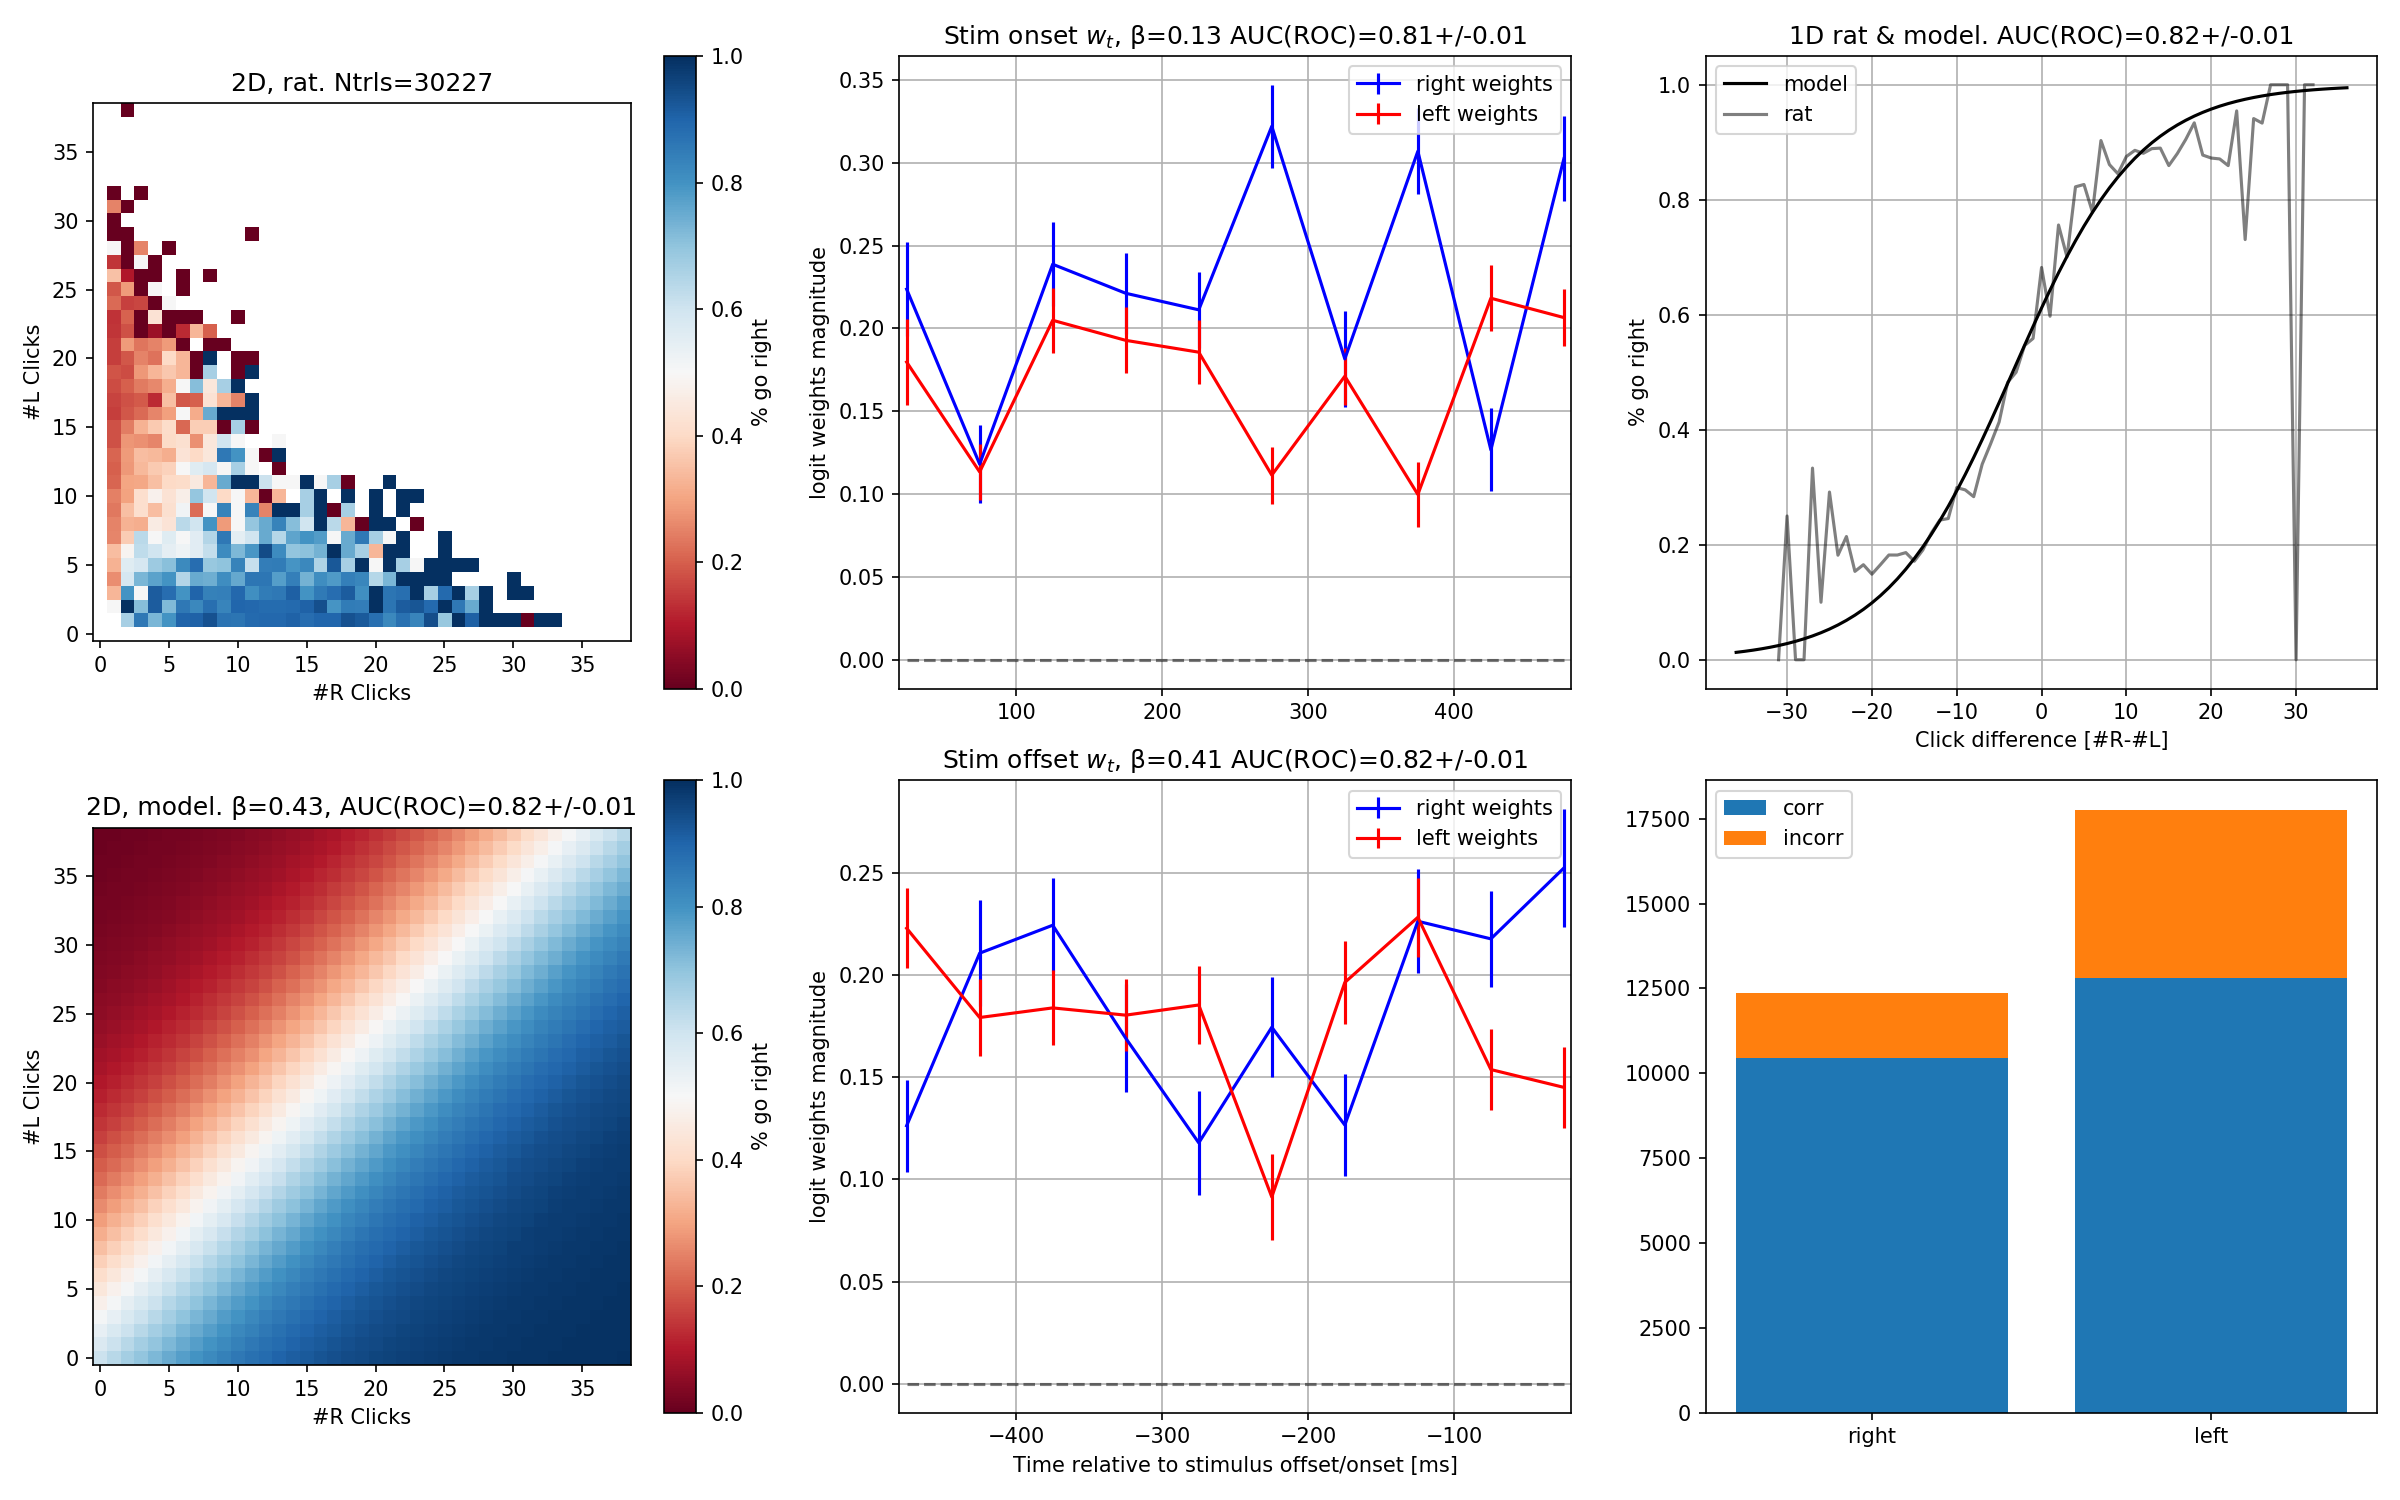 2D, rat. Ntrls=30227
#L Clicks
35
30
25
20
15
10
5
0
0 5 10 15 20 25 30 35
#R Clicks
1.0
0.8
0.6
0.4
0.2
0.0
% go right
Stim onset wt, β=0.13 AUC(ROC)=0.81+/-0.01
right weights
left weights
logit weights magnitude
0.35
0.30
0.25
0.20
0.15
0.10
0.05
0.00
100 200 300 400
1D rat & model. AUC(ROC)=0.82+/-0.01
model
rat
% go right
1.0
0.8
0.6
0.4
0.2
0.0
−30 −20 −10 0 10 20 30
Click difference [#R-#L]
2D, model. β=0.43, AUC(ROC)=0.82+/-0.01
#L Clicks
35
30
25
20
15
10
5
0
0 5 10 15 20 25 30 35
#R Clicks
1.0
0.8
0.6
0.4
0.2
0.0
% go right
Stim offset wt, β=0.41 AUC(ROC)=0.82+/-0.01
right weights
left weights
logit weights magnitude
0.25
0.20
0.15
0.10
0.05
0.00
−400 −300 −200 −100
Time relative to stimulus offset/onset [ms]
corr
incorr
17500
15000
12500
10000
7500
5000
2500
0
right left